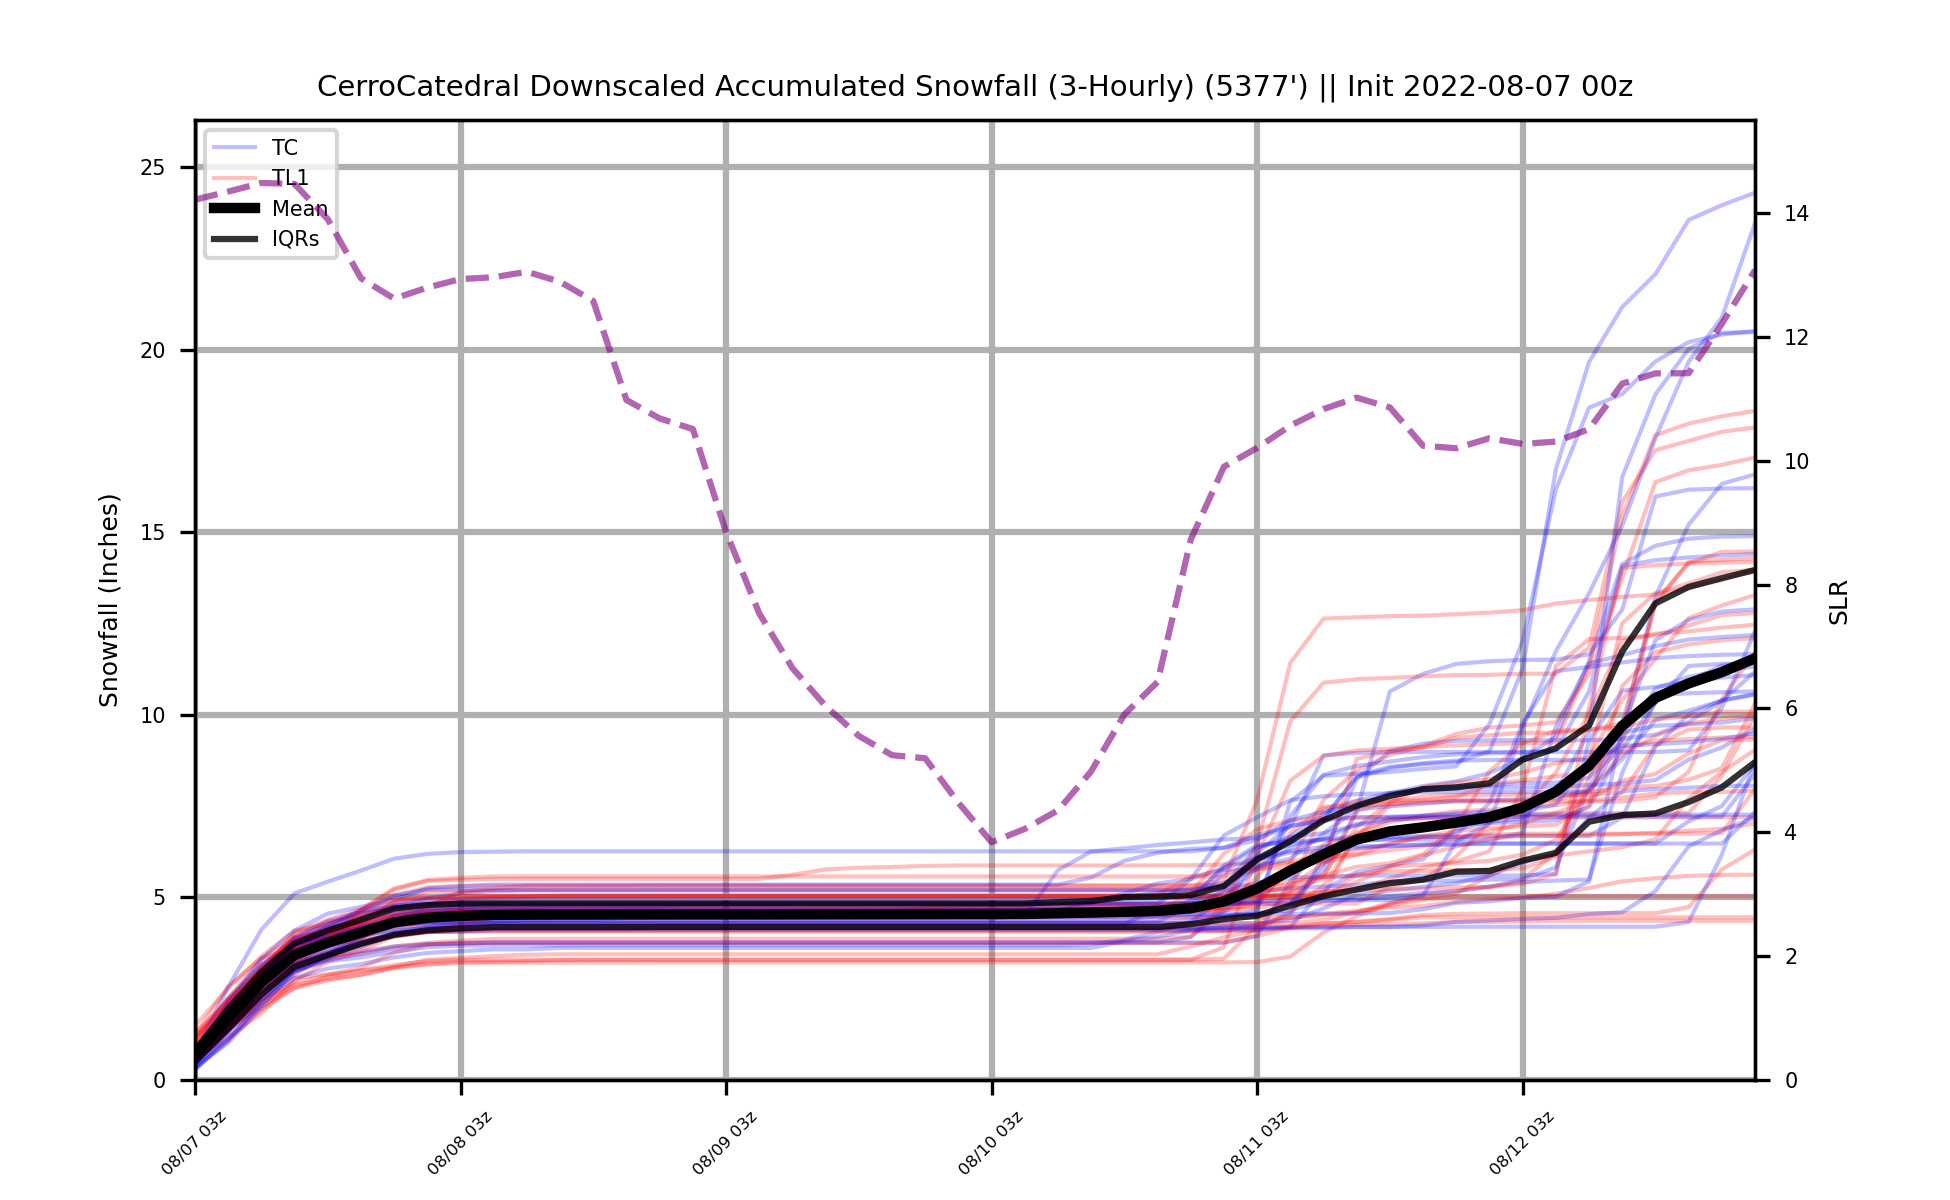 CerroCatedral Downscaled Accumulated Snowfall (3-Hourly) (5377') || Init 2022-08-07 00z
TC
TL1
Mean
IQRs
25
20
15
10
5
0
Snowfall (Inches)
14
12
10
8
6
4
2
0
SLR
08/07 03z
08/08 03z
08/09 03z
08/10 03z
08/11 03z
08/12 03z